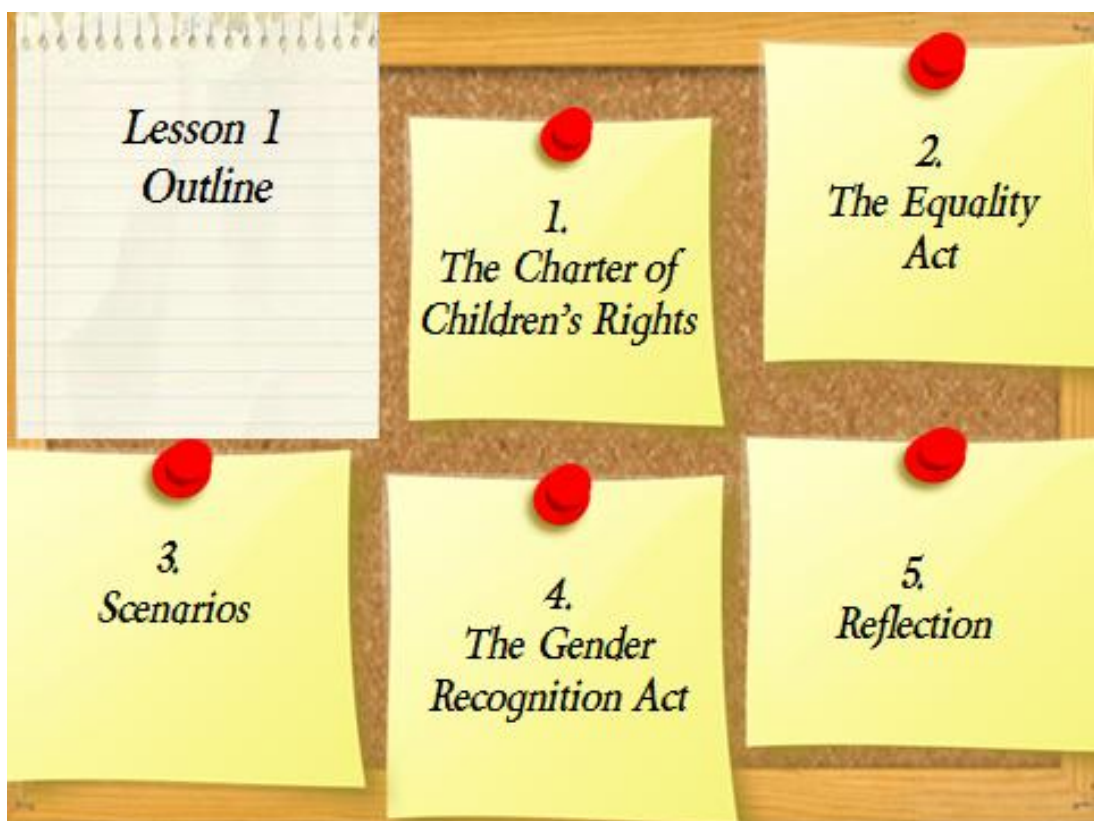 Lesson 1
Outline
1.
The Charter of
Children's Rights
2.
The Equality
Act
3.
Scenarios
4.
The Gender
Recognition Act
5.
Reflection